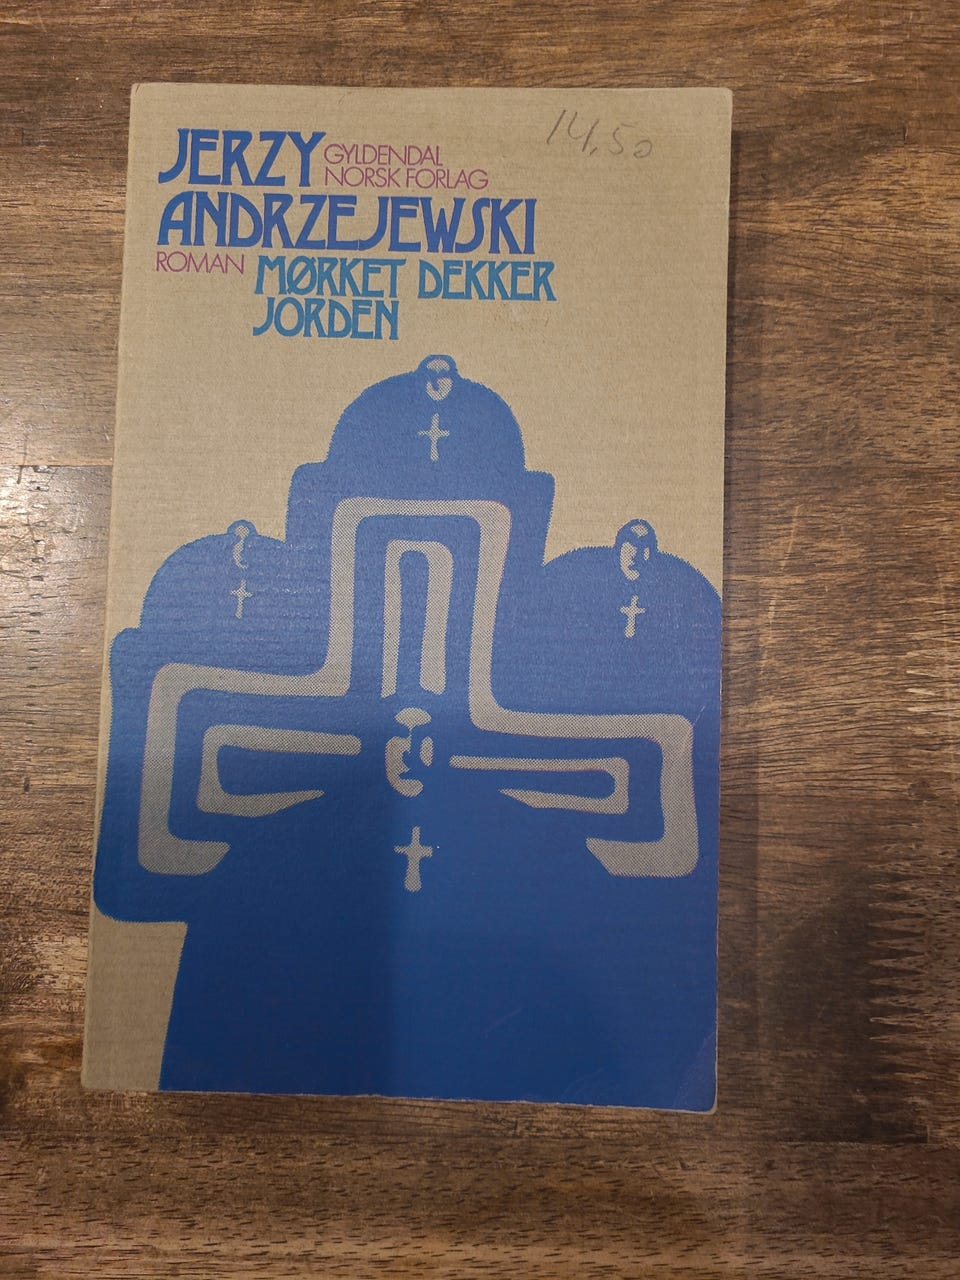 14,50
JERZY GYLDENDAL
NORSK FORLAG
ANDRZEJEWSKI
ROMAN MØRKET DEKKER
JORDEN